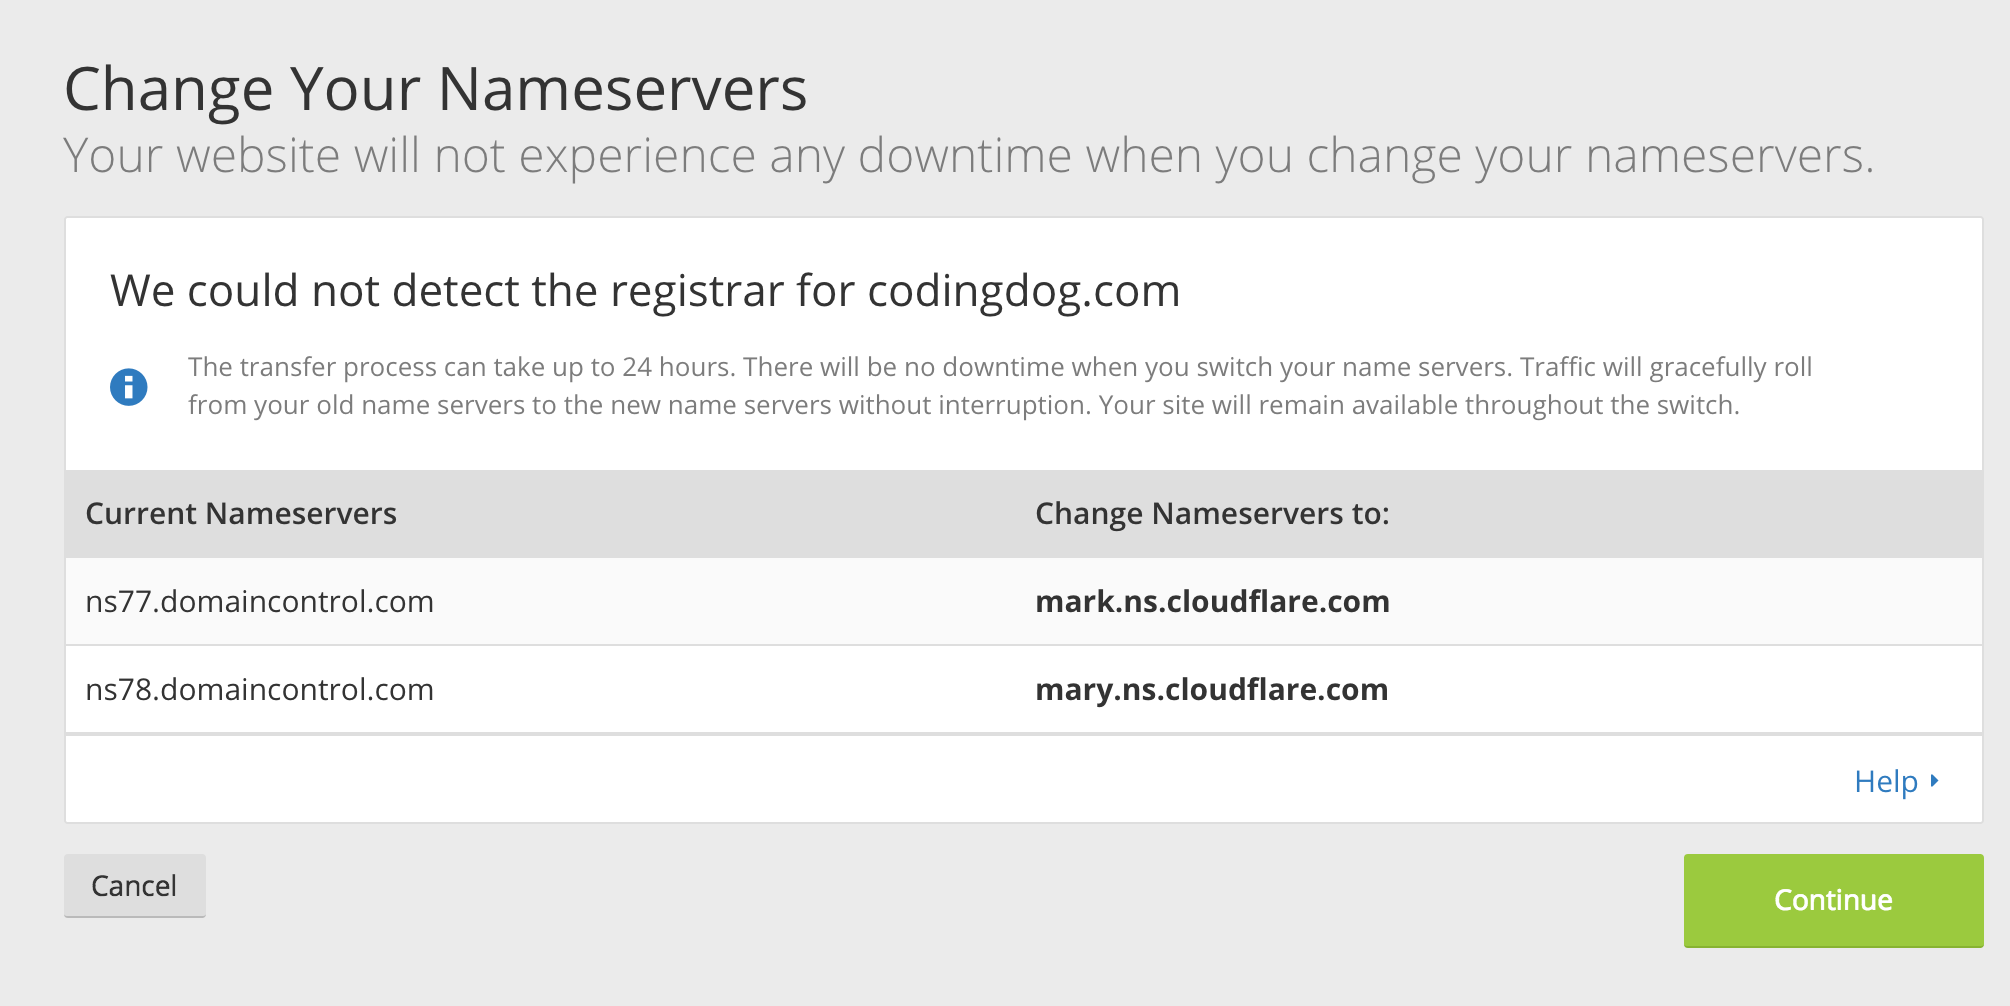 Change Your Nameservers
Your website will not experience any downtime when you change your nameservers.
We could not detect the registrar for codingdog.com
The transfer process can take up to 24 hours. There will be no downtime when you switch your name servers. Traffic will gracefully roll
from your old name servers to the new name servers without interruption. Your site will remain available throughout the switch.
Current Nameservers Change Nameservers to:
ns77.domaincontrol.com mark.ns.cloudflare.com
ns78.domaincontrol.com mary.ns.cloudflare.com
Help
Cancel Continue